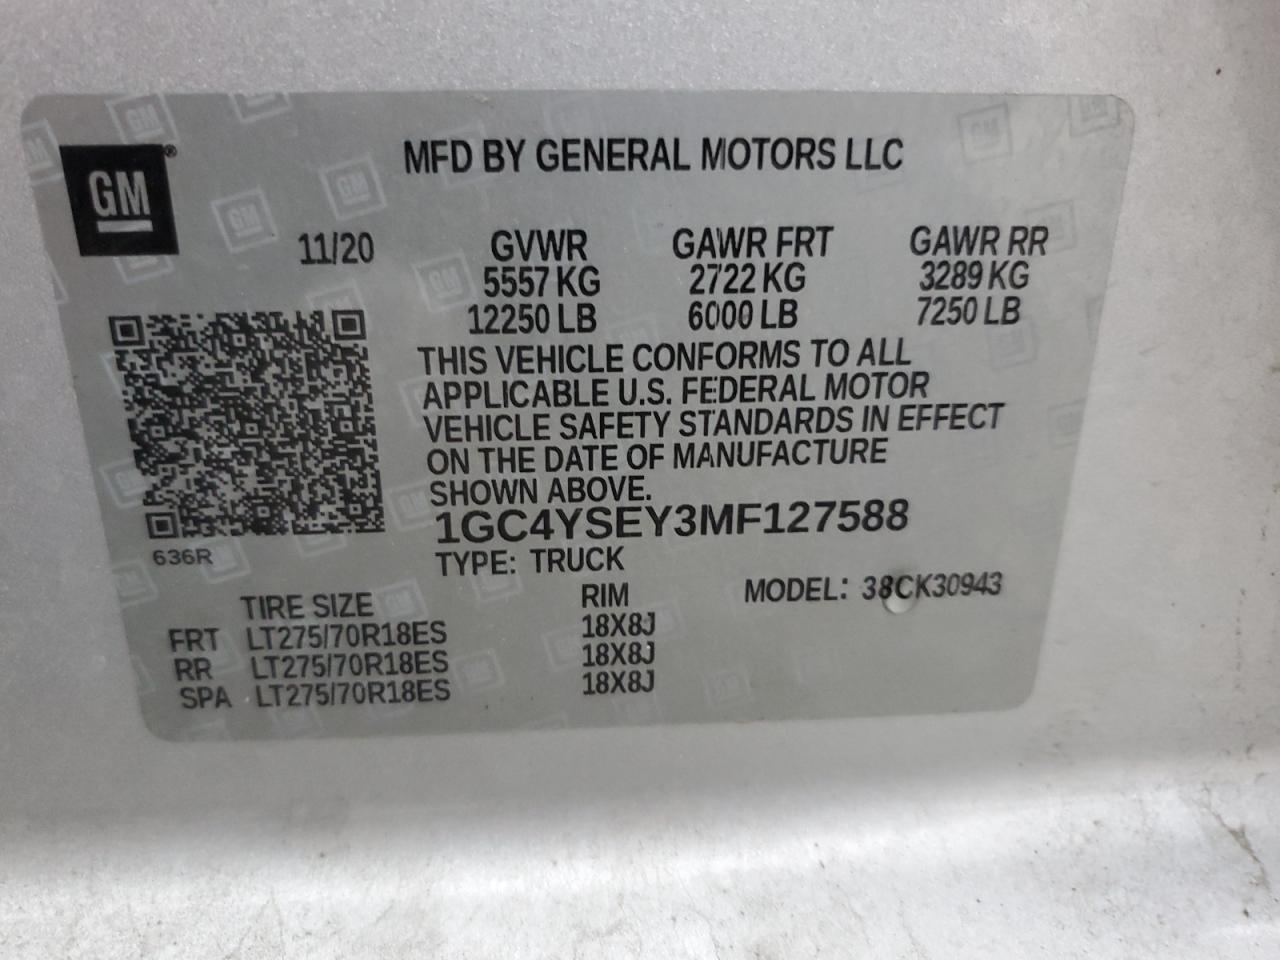 GM ®
MFD BY GENERAL MOTORS LLC
11/20 GVWR GAWR FRT GAWR RR
5557 KG 2722 KG 3289 KG
12250 LB 6000 LB 7250 LB
THIS VEHICLE CONFORMS TO ALL
APPLICABLE U.S. FEDERAL MOTOR
VEHICLE SAFETY STANDARDS IN EFFECT
ON THE DATE OF MANUFACTURE
SHOWN ABOVE.
1GC4YSEY3MF127588
636R
TYPE: TRUCK
MODEL: 38CK30943
TIRE SIZE RIM
FRT LT275/70R18ES 18X8J
RR LT275/70R18ES 18X8J
SPA LT275/70R18ES 18X8J